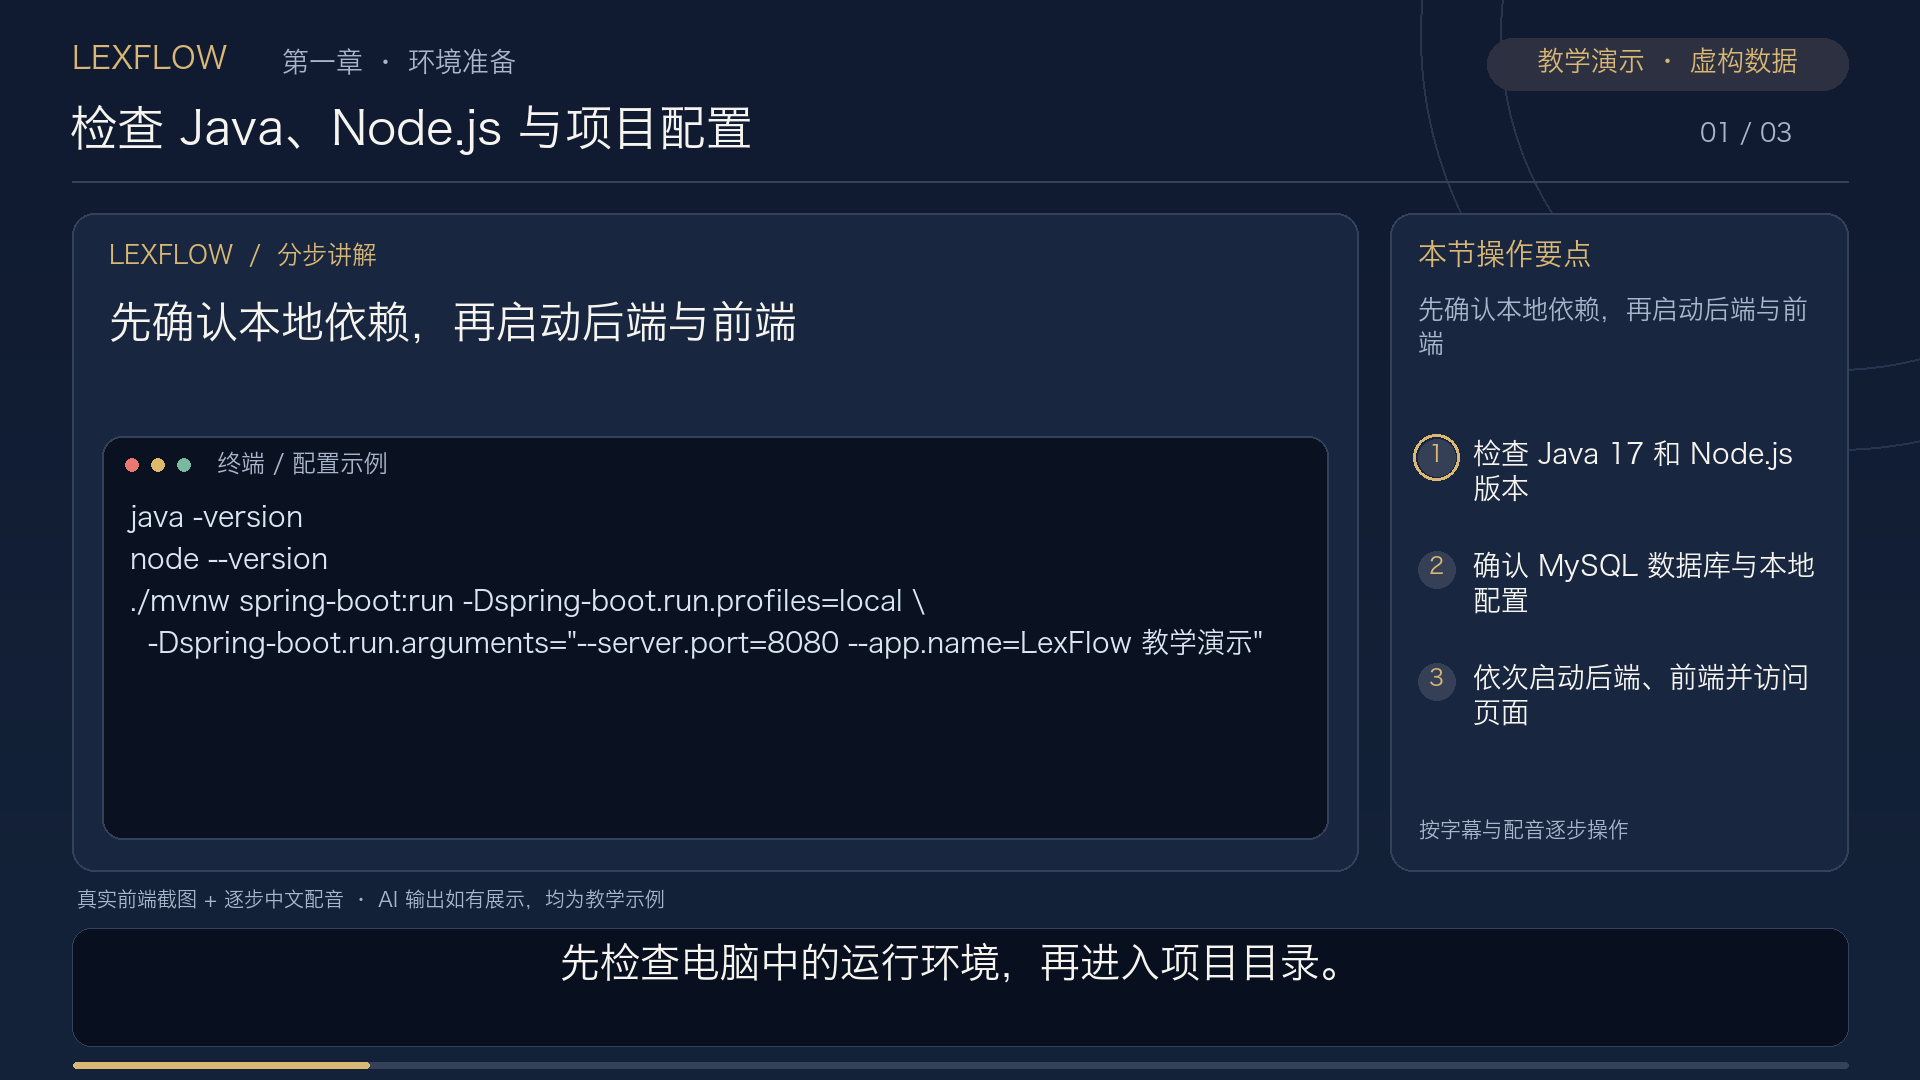 LEXFLOW 第一章 · 环境准备
教学演示 · 虚构数据
检查 Java、Node.js 与项目配置
01 / 03
LEXFLOW / 分步讲解
先确认本地依赖，再启动后端与前端
终端 / 配置示例
java -version
node --version
./mvnw spring-boot:run -Dspring-boot.run.profiles=local \
-Dspring-boot.run.arguments="--server.port=8080 --app.name=LexFlow 教学演示"
本节操作要点
先确认本地依赖，再启动后端与前
端
1 检查 Java 17 和 Node.js
版本
2 确认 MySQL 数据库与本地
配置
3 依次启动后端、前端并访问
页面
按字幕与配音逐步操作
真实前端截图 + 逐步中文配音 · AI 输出如有展示，均为教学示例
先检查电脑中的运行环境，再进入项目目录。